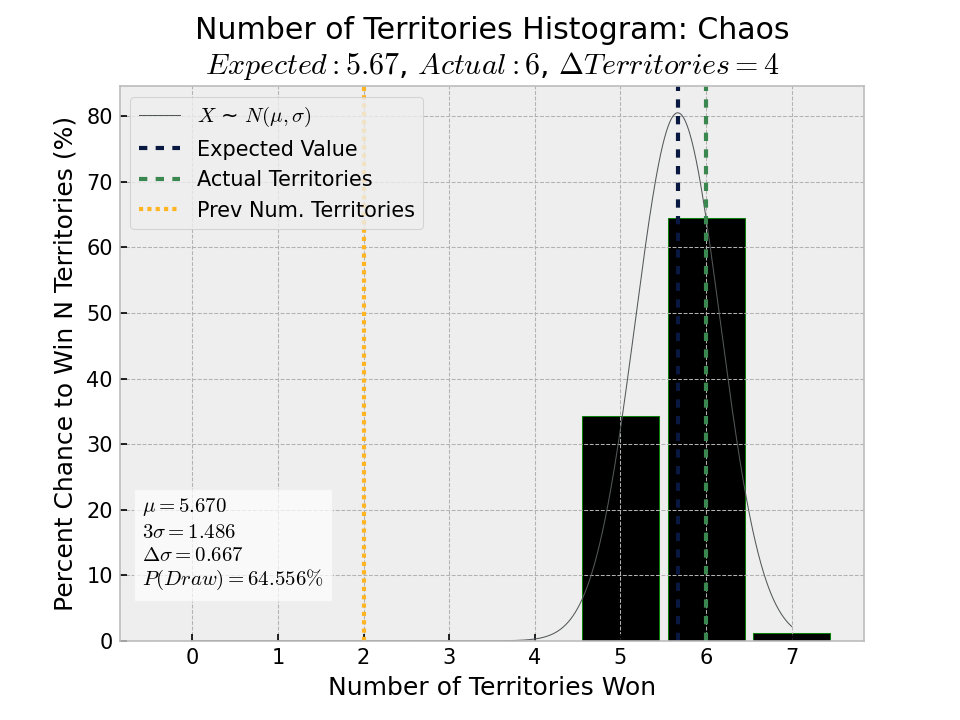 Number of Territories Histogram: Chaos
Expected : 5.67, Actual : 6, ΔTerritories = 4
Percent Chance to Win N Territories (%)
80
70
60
50
40
30
20
10
0
X ~ N(μ, σ)
Expected Value
Actual Territories
Prev Num. Territories
μ = 5.670
3σ = 1.486
Δσ = 0.667
P(Draw) = 64.556%
0 1 2 3 4 5 6 7
Number of Territories Won